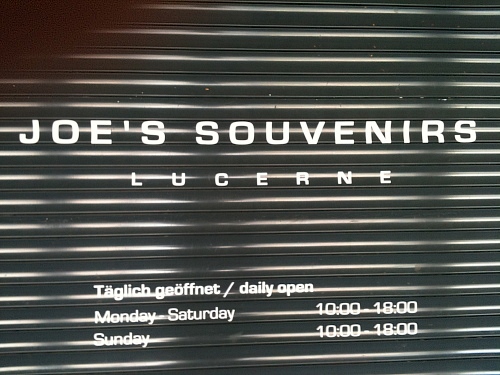 JOE'S SOUVENIRS
LUCERNE
Täglich geöffnet / daily open
Monday - Saturday 10:00 - 18:00
Sunday 10:00 - 18:00